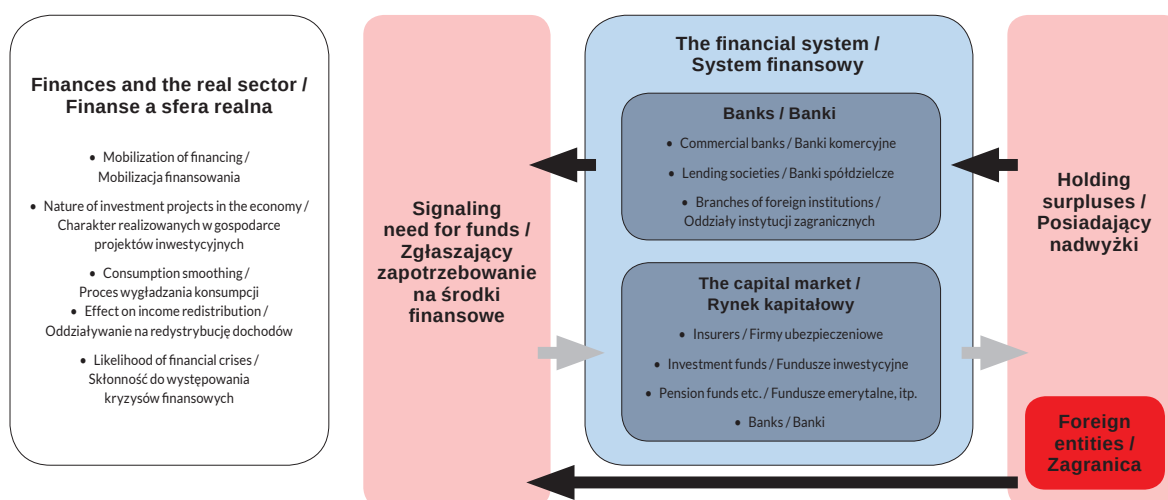 Finances and the real sector /
Finanse a sfera realna
• Mobilization of financing /
Mobilizacja finansowania
• Nature of investment projects in the economy /
Charakter realizowanych w gospodarce
projektów inwestycyjnych
• Consumption smoothing /
Proces wygładzania konsumpcji
• Effect on income redistribution /
Oddziaływanie na redystrybucję dochodów
• Likelihood of financial crises /
Skłonność do występowania
kryzysów finansowych
Signaling
need for funds /
Zgłaszający
zapotrzebowanie
na środki
finansowe
The financial system /
System finansowy
Banks / Banki
• Commercial banks / Banki komercyjne
• Lending societies / Banki spółdzielcze
• Branches of foreign institutions /
Oddziały instytucji zagranicznych
The capital market /
Rynek kapitałowy
• Insurers / Firmy ubezpieczeniowe
• Investment funds / Fundusze inwestycyjne
• Pension funds etc. / Fundusze emerytalne, itp.
• Banks / Banki
Holding
surpluses /
Posiadający
nadwyżki
Foreign
entities /
Zagranica